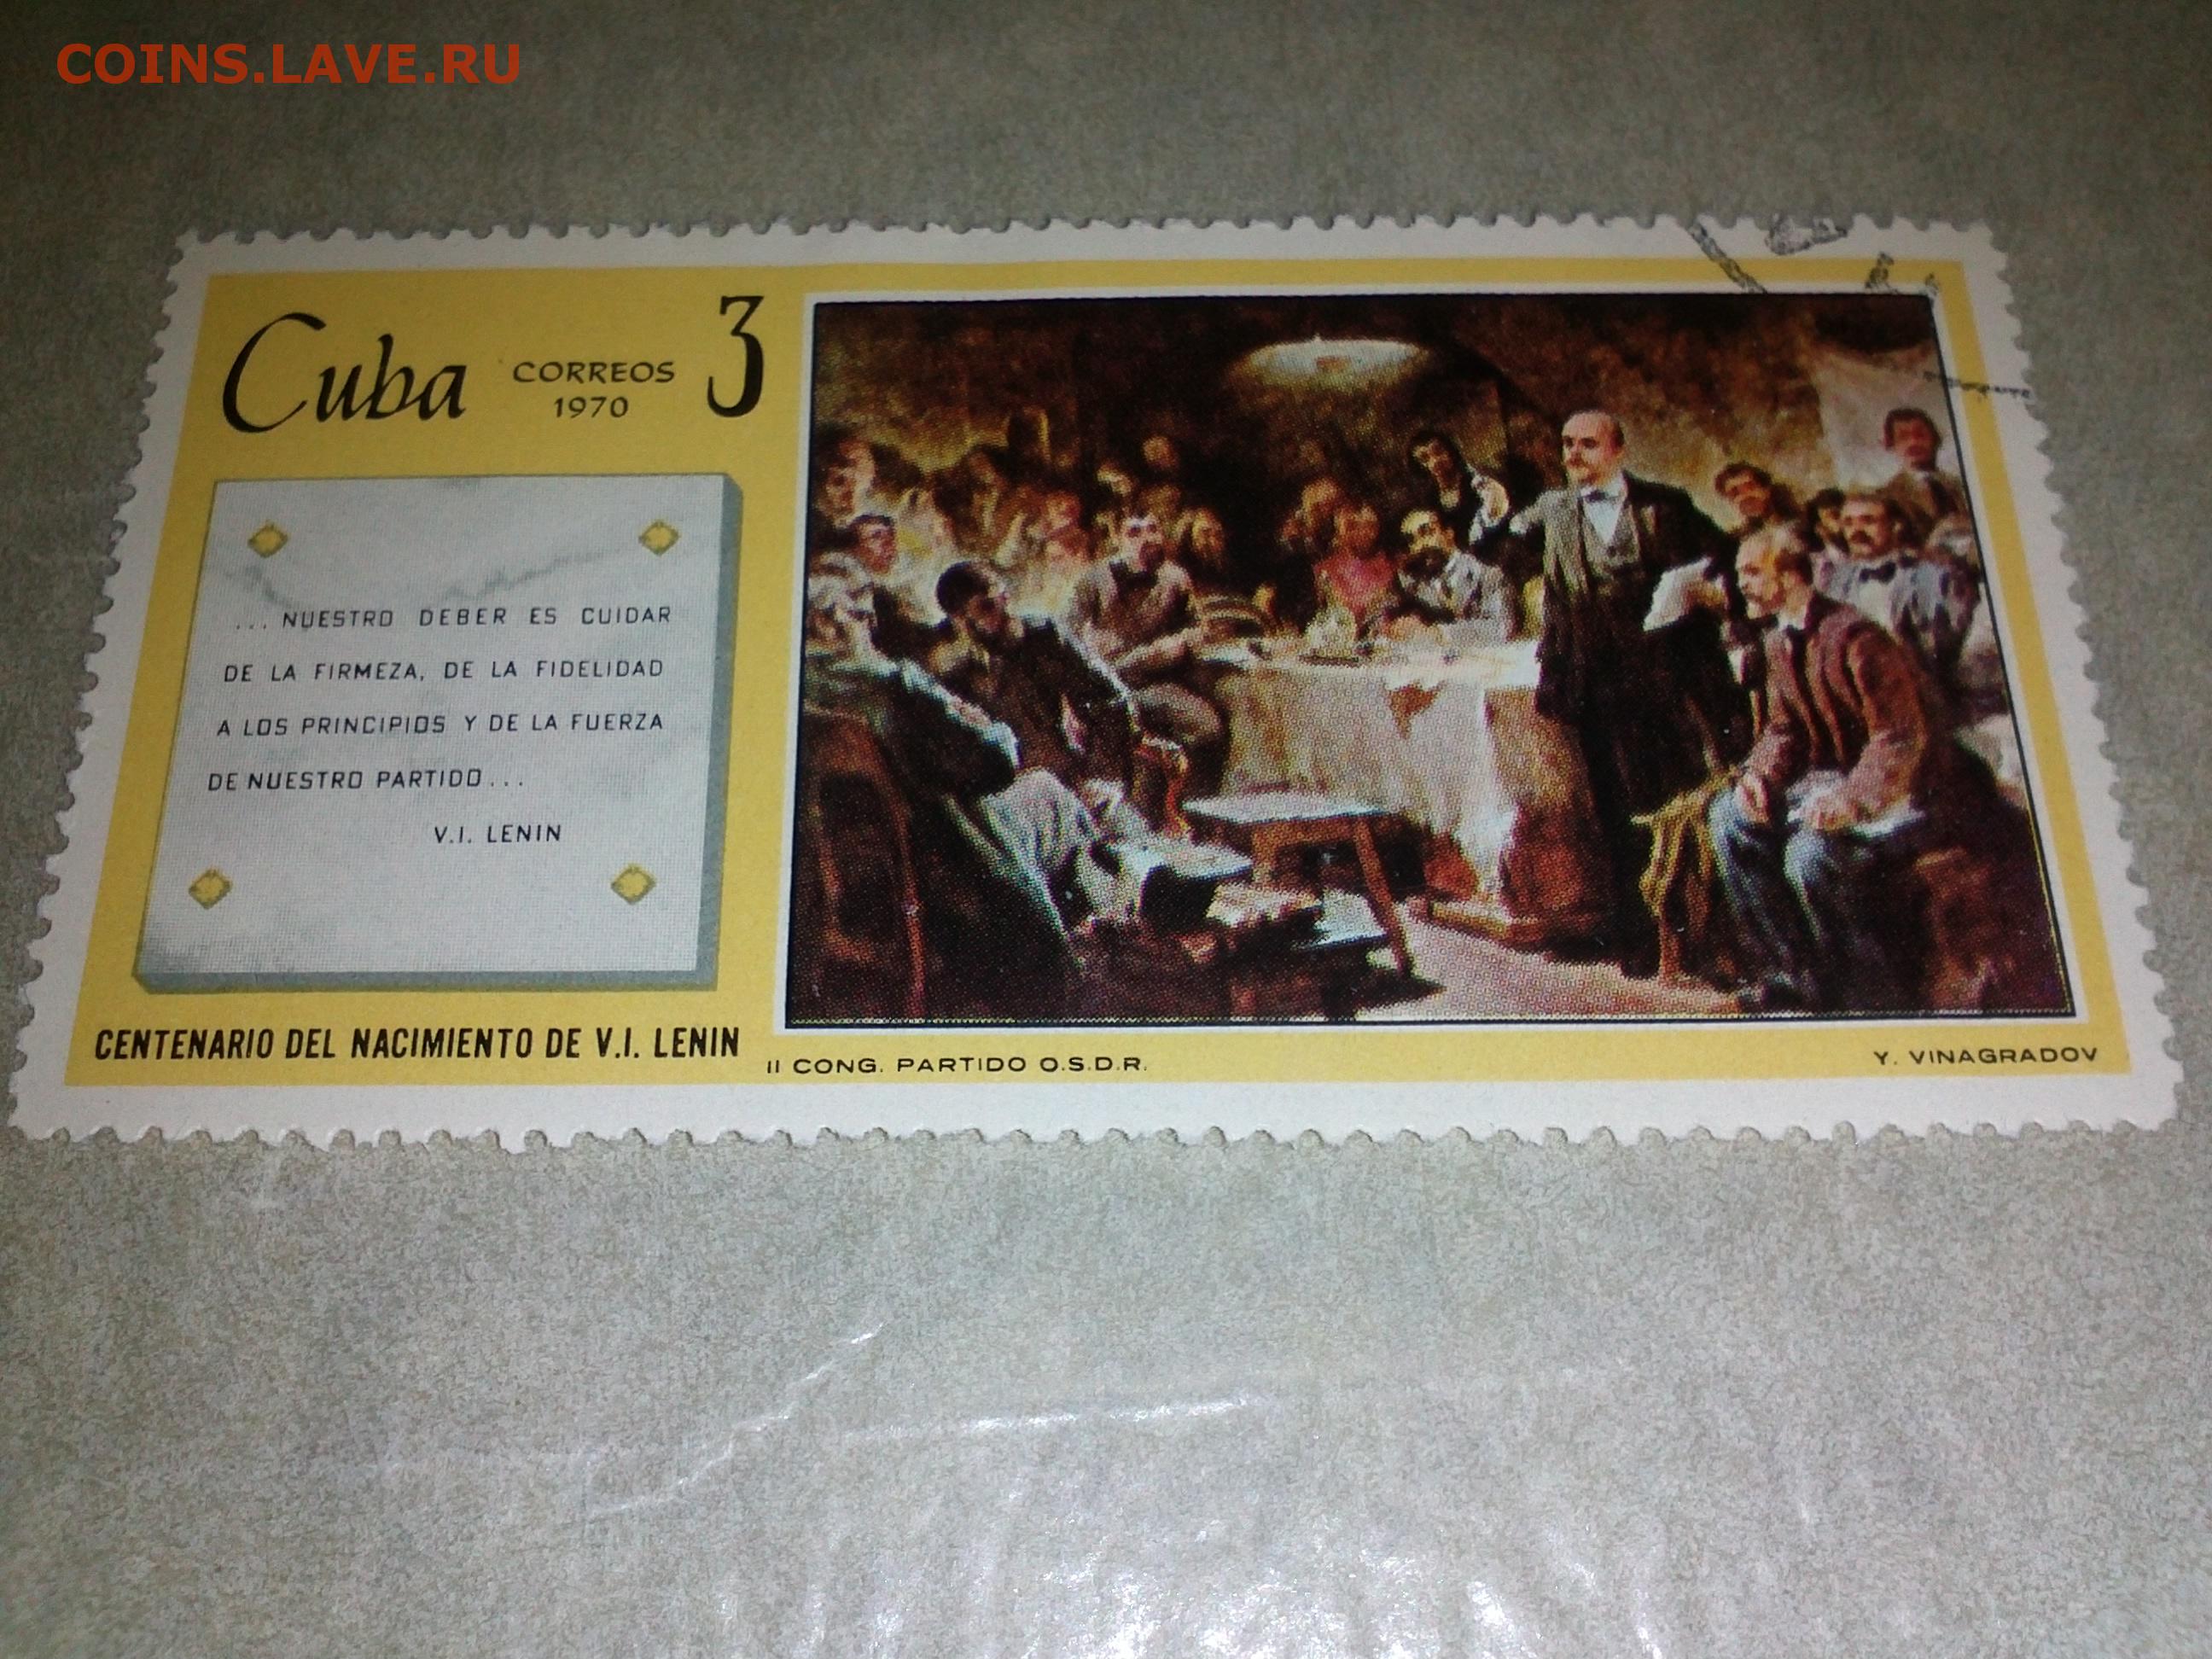 COINS.LAVE.RU
Cuba CORREOS 3
1970
... NUESTRO DEBER ES CUIDAR
DE LA FIRMEZA, DE LA FIDELIDAD
A LOS PRINCIPIOS Y DE LA FUERZA
DE NUESTRO PARTIDO...
V.I. LENIN
CENTENARIO DEL NACIMIENTO DE V.I. LENIN
II CONG. PARTIDO O.S.D.R.
Y. VINAGRADOV